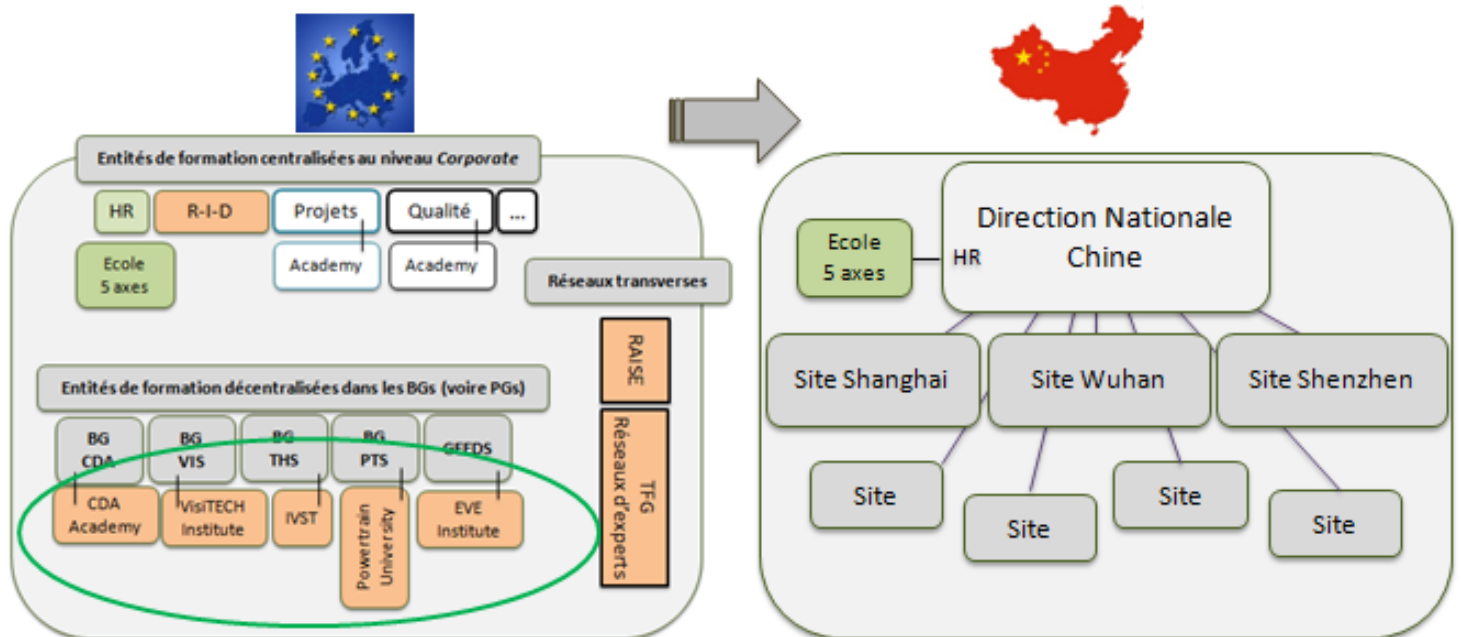 Entités de formation centralisées au niveau Corporate
HR
R-I-D
Projets
Qualité
...
Ecole
5 axes
Academy
Academy
Réseaux transverses
RAISE
TFG
Réseaux d'experts
Entités de formation décentralisées dans les BGs (voire PGs)
BG
CDA
BG
VIS
BG
THS
BG
PTS
GEEDS
CDA
Academy
VisiTECH
Institute
IVST
Powertrain
University
EVE
Institute
Direction Nationale
Chine
Ecole
5 axes
HR
Site Shanghai
Site Wuhan
Site Shenzhen
Site
Site
Site
Site